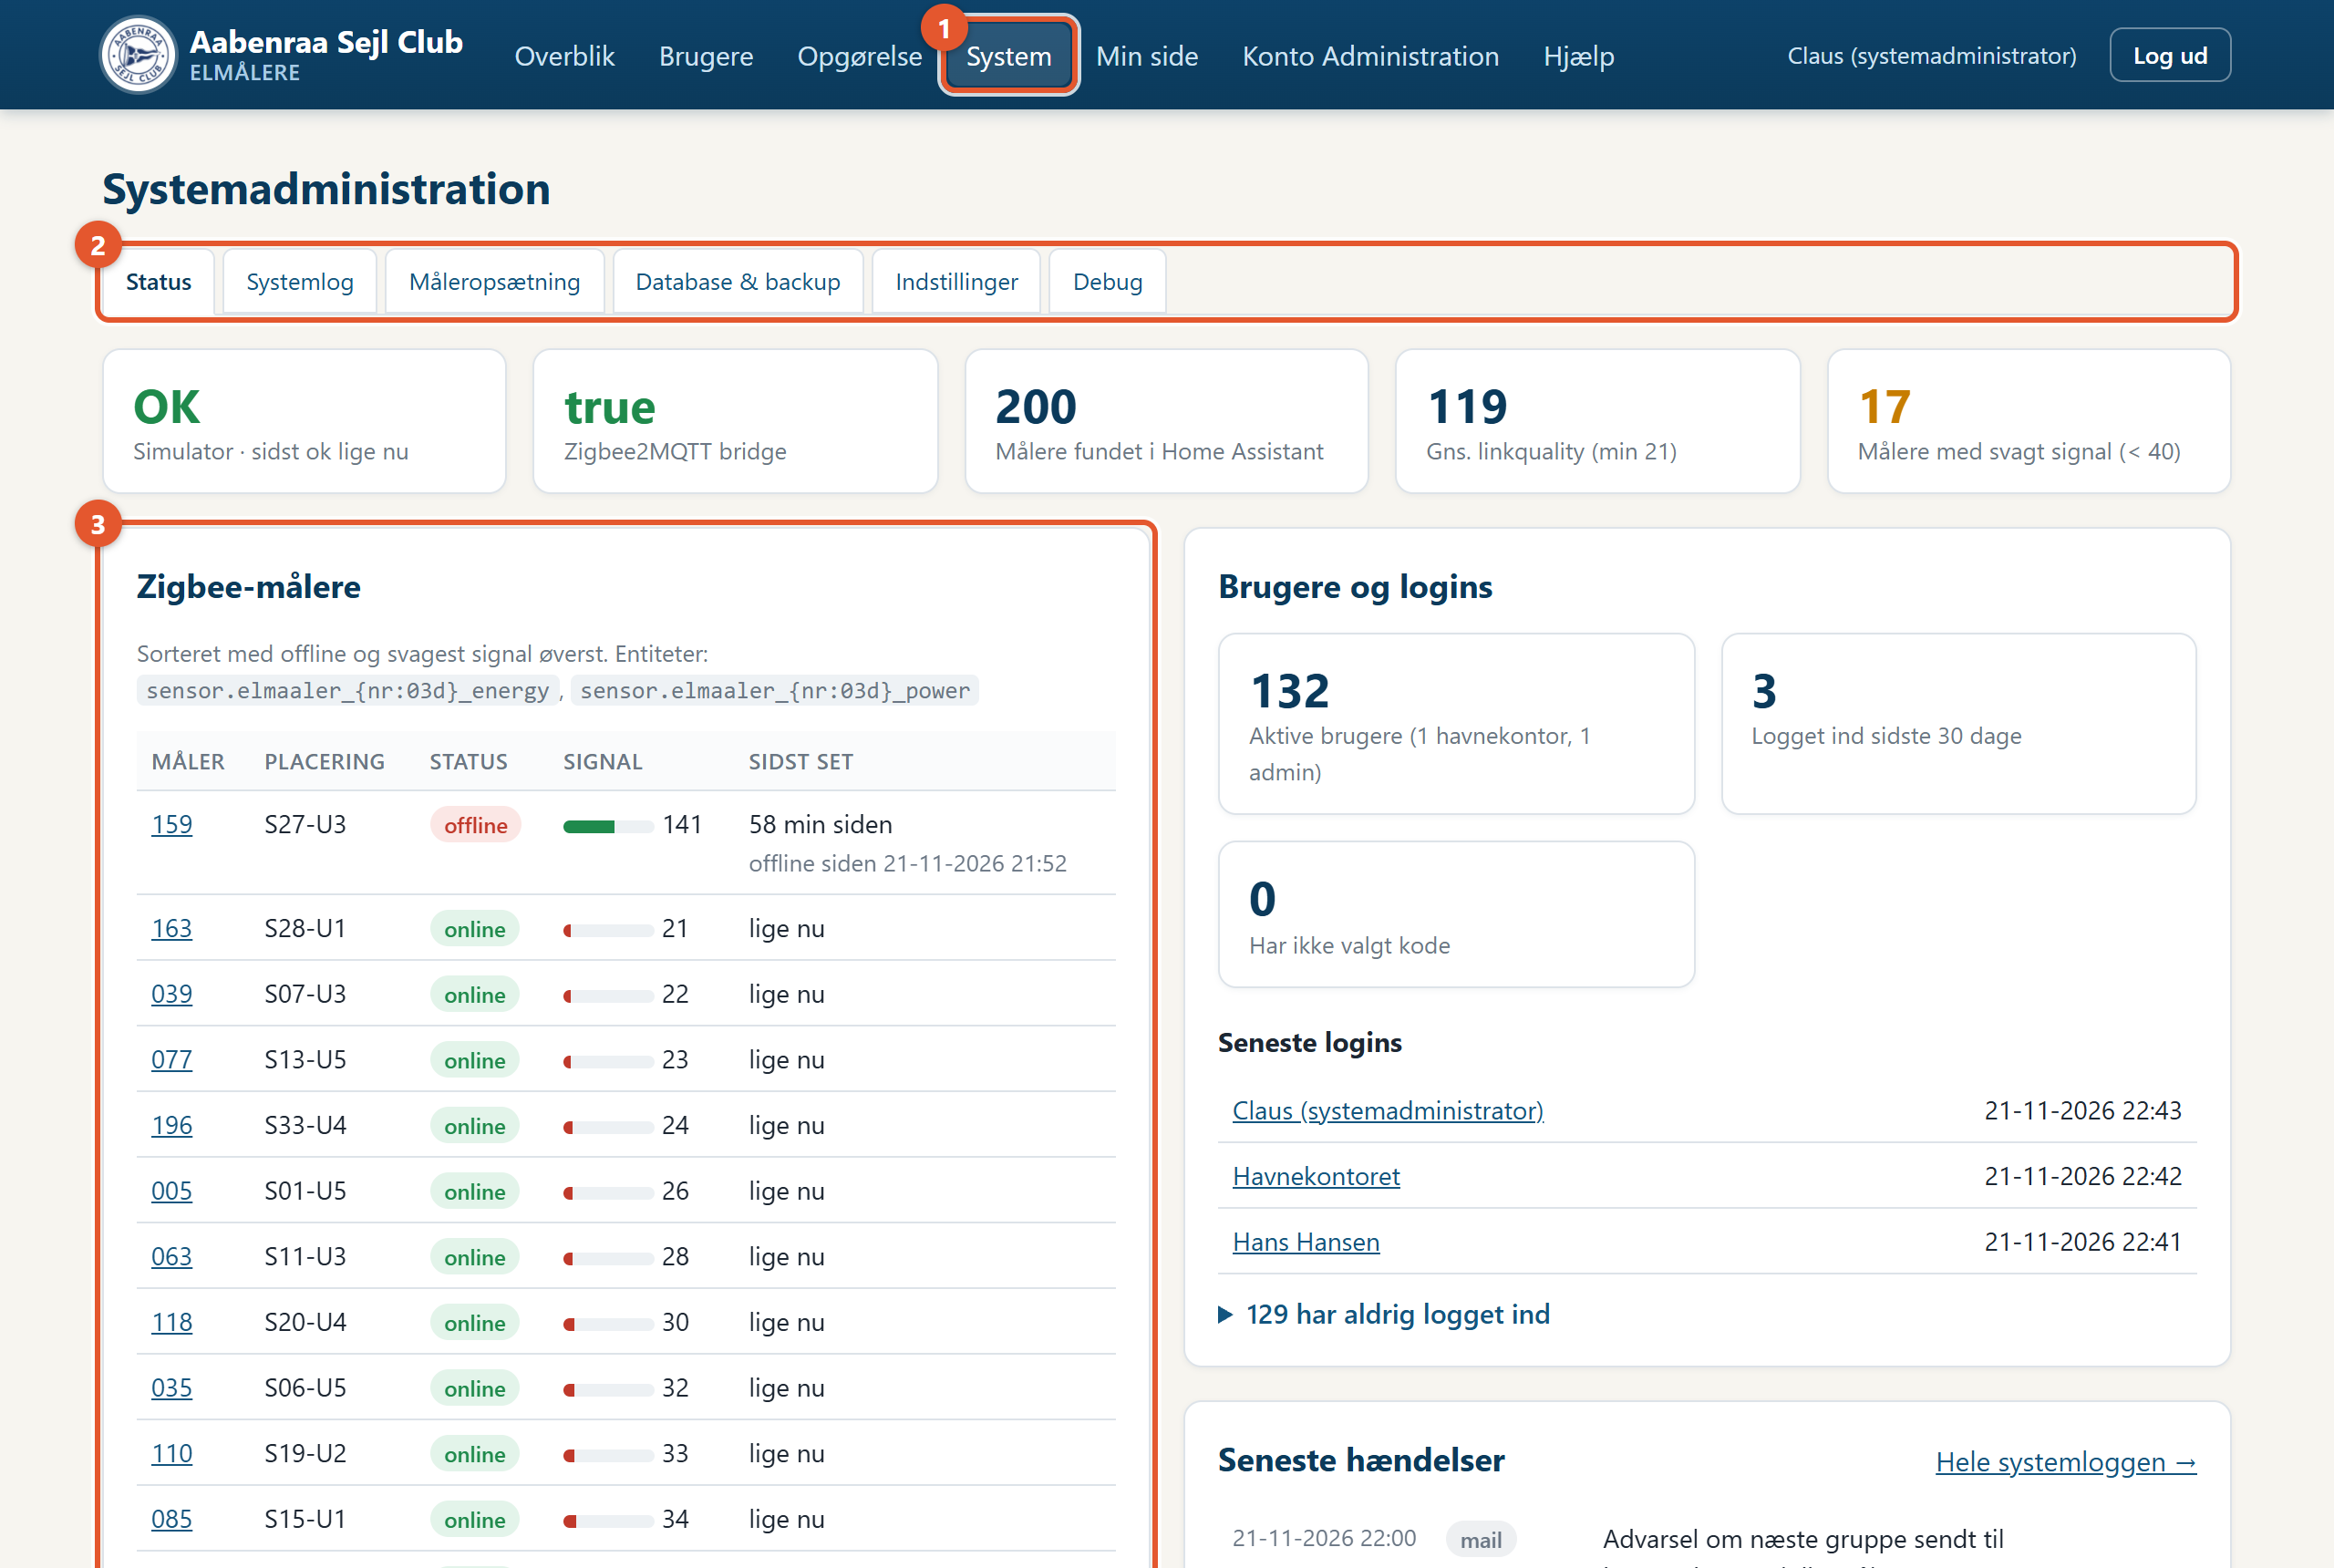 AABENRAA
SEJL CLUB
Aabenraa Sejl Club
ELMÅLERE
Overblik
Brugere
Opgørelse
1
System
Min side
Konto Administration
Hjælp
Claus (systemadministrator)
Log ud
Systemadministration
2
Status
Systemlog
Måleropsætning
Database & backup
Indstillinger
Debug
OK
Simulator · sidst ok lige nu
true
Zigbee2MQTT bridge
200
Målere fundet i Home Assistant
119
Gns. linkquality (min 21)
17
Målere med svagt signal (< 40)
3
Zigbee-målere
Sorteret med offline og svagest signal øverst. Entiteter:
sensor.elmaaler_{nr:03d}_energy, sensor.elmaaler_{nr:03d}_power
MÅLER PLACERING STATUS SIGNAL SIDST SET
159 S27-U3 offline 141 58 min siden
offline siden 21-11-2026 21:52
163 S28-U1 online 21 lige nu
039 S07-U3 online 22 lige nu
077 S13-U5 online 23 lige nu
196 S33-U4 online 24 lige nu
005 S01-U5 online 26 lige nu
063 S11-U3 online 28 lige nu
118 S20-U4 online 30 lige nu
035 S06-U5 online 32 lige nu
110 S19-U2 online 33 lige nu
085 S15-U1 online 34 lige nu
Brugere og logins
132
Aktive brugere (1 havnekontor, 1
admin)
3
Logget ind sidste 30 dage
0
Har ikke valgt kode
Seneste logins
Claus (systemadministrator) 21-11-2026 22:43
Havnekontoret 21-11-2026 22:42
Hans Hansen 21-11-2026 22:41
▶ 129 har aldrig logget ind
Seneste hændelser
Hele systemloggen →
21-11-2026 22:00 mail Advarsel om næste gruppe sendt til